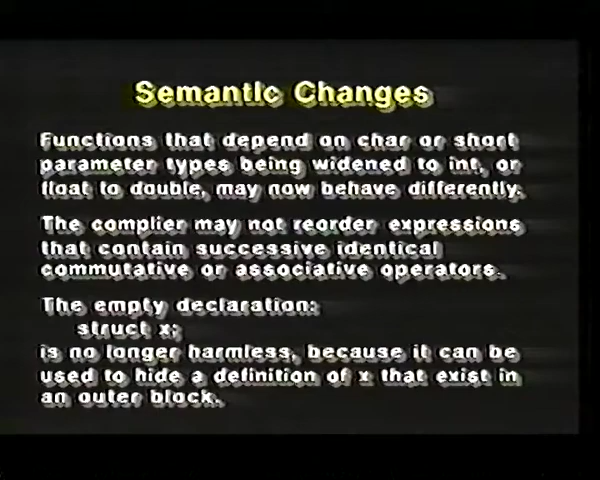 Semantic Changes
Functions that depend on char or short
parameter types being widened to int, or
float to double, may now behave differently.
The complier may not reorder expressions
that contain successive identical
commutative or associative operators.
The empty declaration:
struct x;
is no longer harmless, because it can be
used to hide a definition of x that exist in
an outer block.